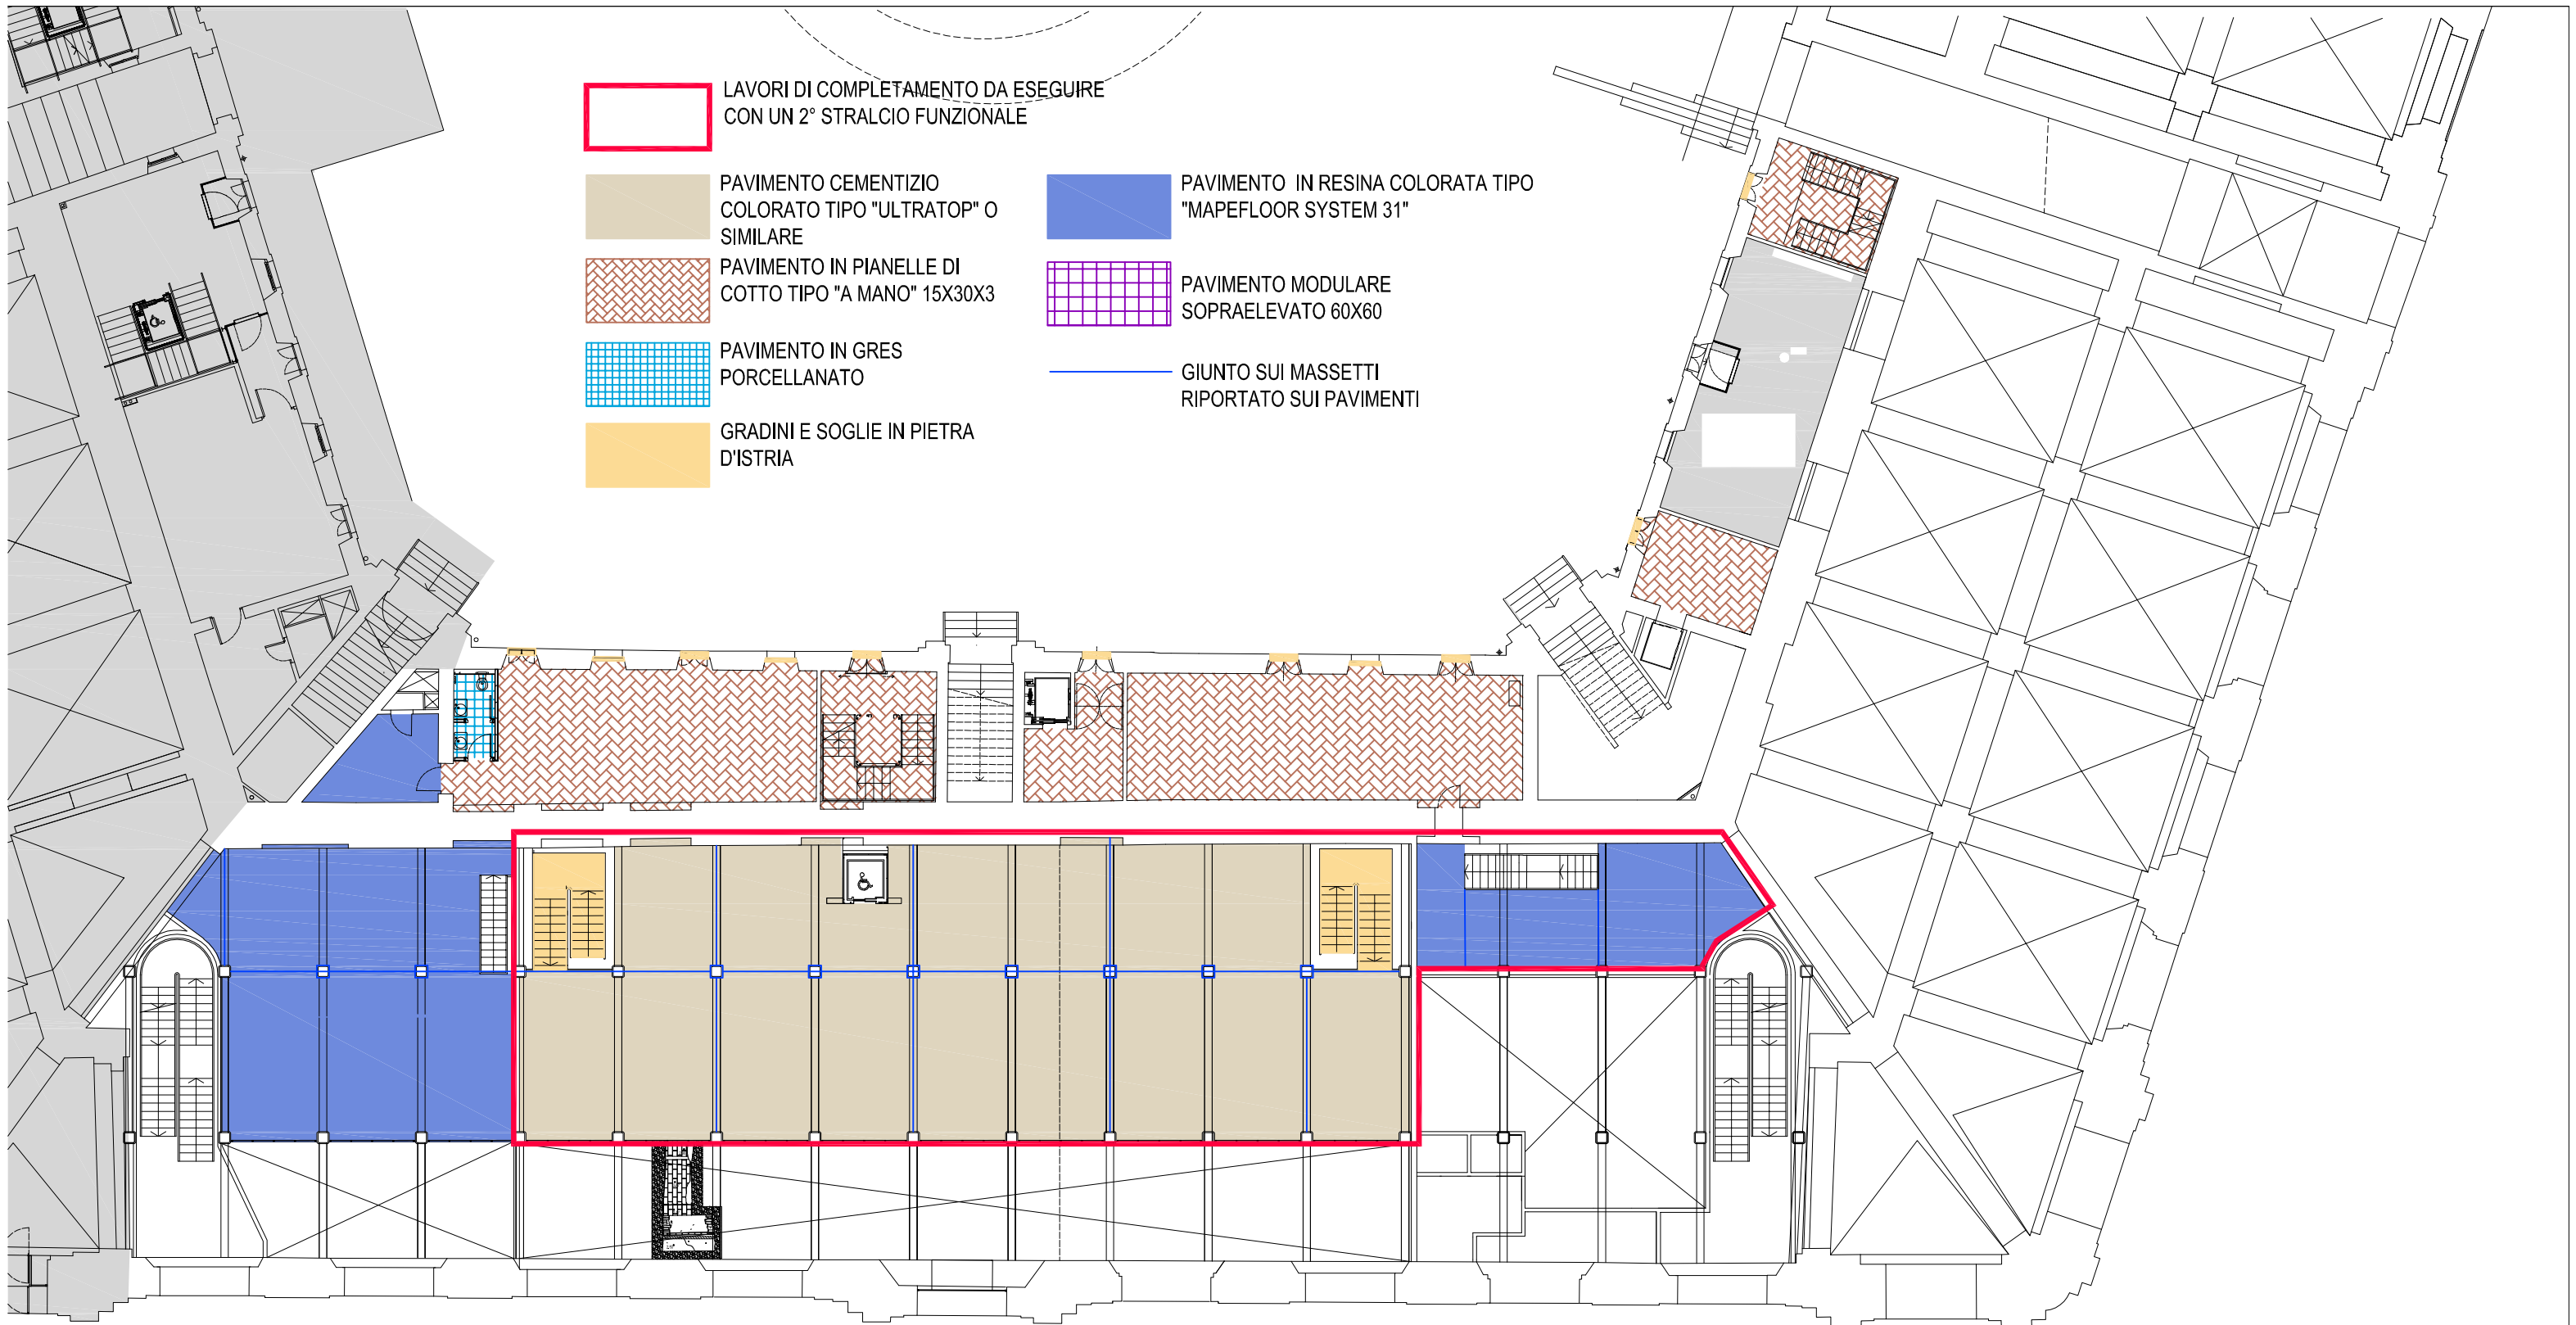 LAVORI DI COMPLETAMENTO DA ESEGUIRE
CON UN 2° STRALCIO FUNZIONALE
PAVIMENTO CEMENTIZIO
COLORATO TIPO "ULTRATOP" O
SIMILARE
PAVIMENTO IN PIANELLE DI
COTTO TIPO "A MANO" 15X30X3
PAVIMENTO IN GRES
PORCELLANATO
GRADINI E SOGLIE IN PIETRA
D'ISTRIA
PAVIMENTO IN RESINA COLORATA TIPO
"MAPEFLOOR SYSTEM 31"
PAVIMENTO MODULARE
SOPRAELEVATO 60X60
GIUNTO SUI MASSETTI
RIPORTATO SUI PAVIMENTI